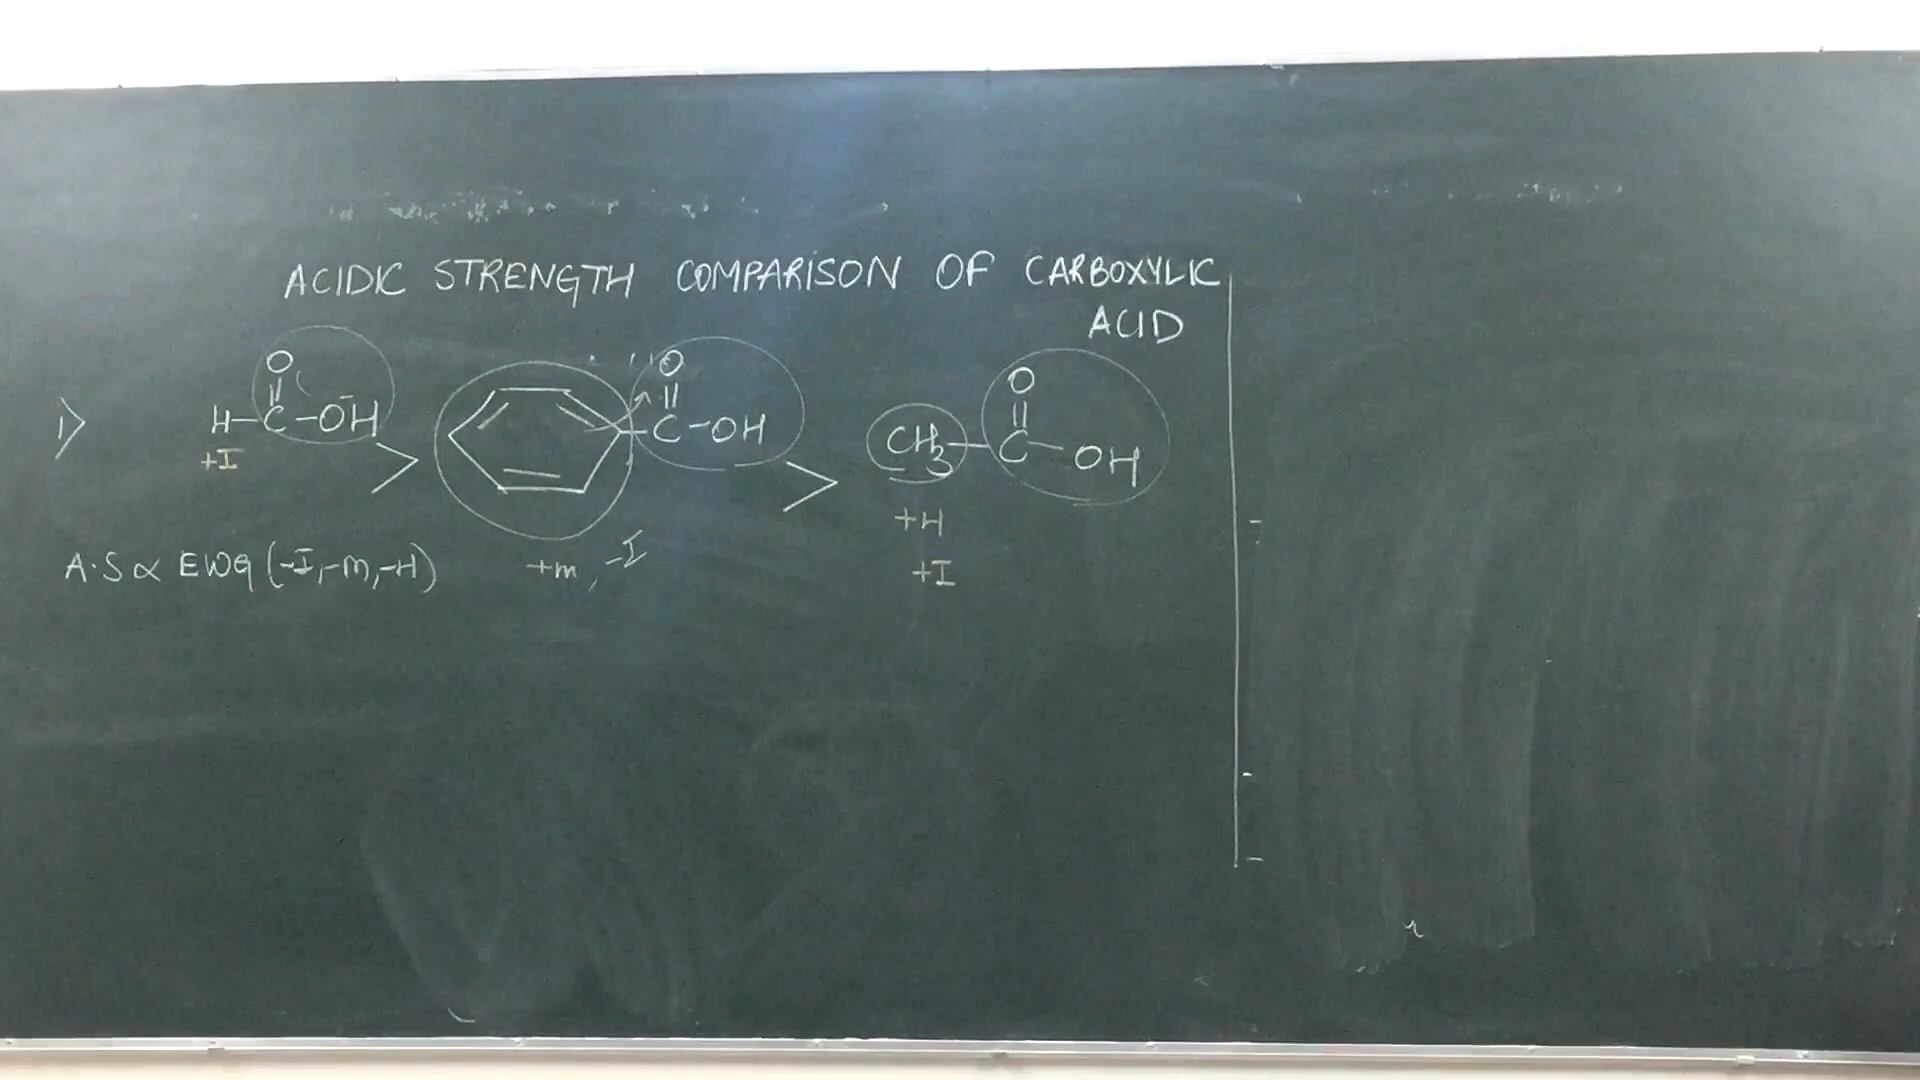 ACIDIC STRENGTH COMPARISON OF CARBOXYLIC
ACID
1)
O O O
H-C-OH > C-OH > CH3-C-OH
+I
+H
A.S ∝ EWG (-I,-m,-H) +m, -I +I